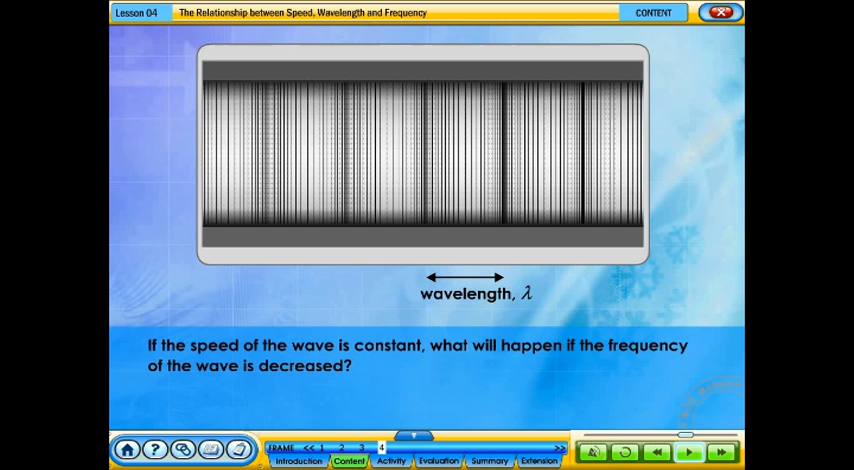 Lesson 04 The Relationship between Speed, Wavelength and Frequency CONTENT
wavelength, λ
If the speed of the wave is constant, what will happen if the frequency
of the wave is decreased?
FRAME << 1 2 3 4 >>
Introduction Content Activity Evaluation Summary Extension